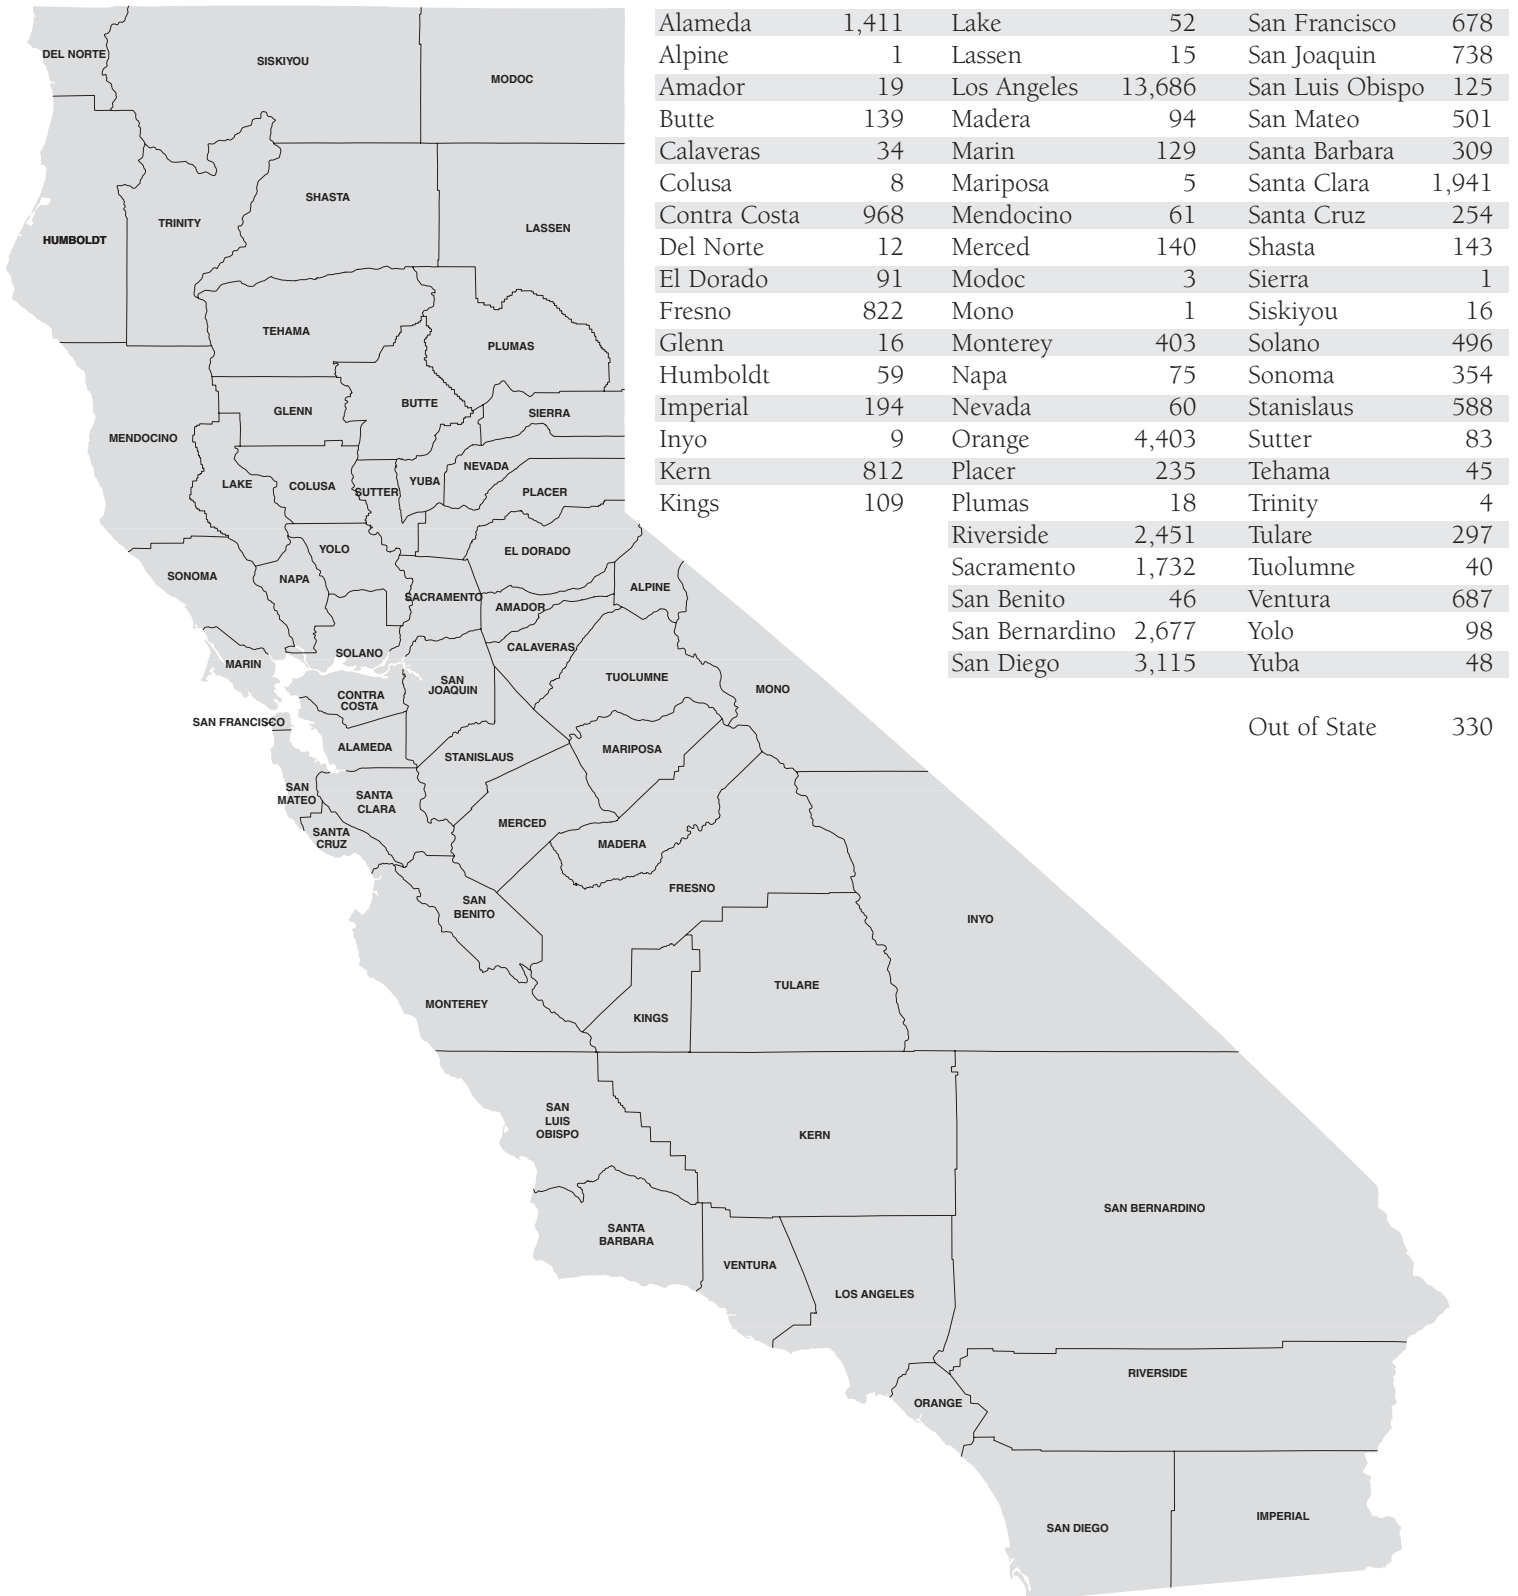 Alameda 1,411
Alpine 1
Amador 19
Butte 139
Calaveras 34
Colusa 8
Contra Costa 968
Del Norte 12
El Dorado 91
Fresno 822
Glenn 16
Humboldt 59
Imperial 194
Inyo 9
Kern 812
Kings 109
Lake 52
Lassen 15
Los Angeles 13,686
Madera 94
Marin 129
Mariposa 5
Mendocino 61
Merced 140
Modoc 3
Mono 1
Monterey 403
Napa 75
Nevada 60
Orange 4,403
Placer 235
Plumas 18
Riverside 2,451
Sacramento 1,732
San Benito 46
San Bernardino 2,677
San Diego 3,115
San Francisco 678
San Joaquin 738
San Luis Obispo 125
San Mateo 501
Santa Barbara 309
Santa Clara 1,941
Santa Cruz 254
Shasta 143
Sierra 1
Siskiyou 16
Solano 496
Sonoma 354
Stanislaus 588
Sutter 83
Tehama 45
Trinity 4
Tulare 297
Tuolumne 40
Ventura 687
Yolo 98
Yuba 48
Out of State 330
DEL NORTE
SISKIYOU
MODOC
SHASTA
TRINITY
LASSEN
HUMBOLDT
TEHAMA
PLUMAS
BUTTE
GLENN
SIERRA
MENDOCINO
NEVADA
LAKE
COLUSA
SUTTER
YUBA
PLACER
YOLO
EL DORADO
SONOMA
NAPA
ALPINE
SACRAMENTO
AMADOR
CALAVERAS
SOLANO
MARIN
TUOLUMNE
SAN
JOAQUIN
MONO
CONTRA
COSTA
SAN FRANCISCO
ALAMEDA
STANISLAUS
MARIPOSA
SAN
MATEO
SANTA
CLARA
MERCED
SANTA
CRUZ
MADERA
FRESNO
SAN
BENITO
INYO
TULARE
MONTEREY
KINGS
SAN
LUIS
OBISPO
KERN
SAN BERNARDINO
SANTA
BARBARA
VENTURA
LOS ANGELES
RIVERSIDE
ORANGE
SAN DIEGO
IMPERIAL